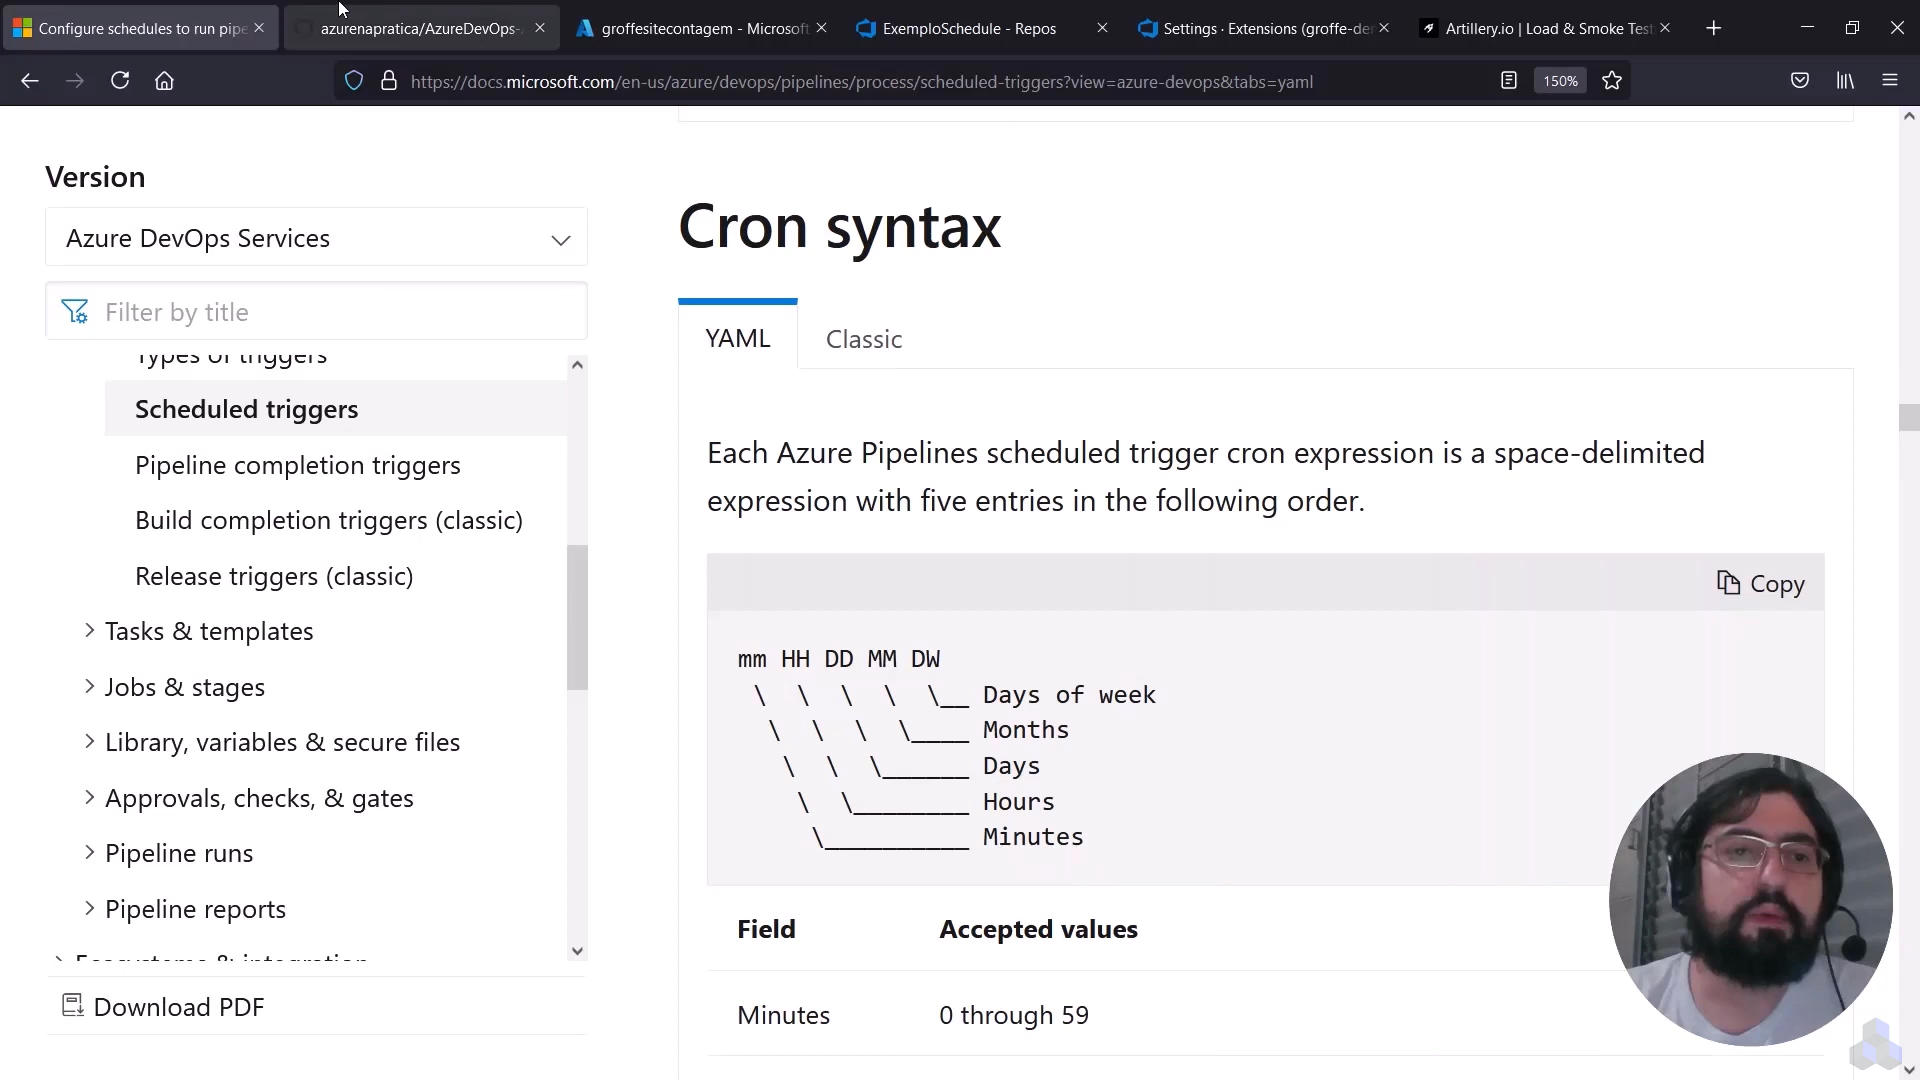 Configure schedules to run pipe
azurenapratica/AzureDevOps-
groffesitecontagem - Microsoft
ExemploSchedule - Repos
Settings · Extensions (groffe-der
Artillery.io | Load & Smoke Test
https://docs.microsoft.com/en-us/azure/devops/pipelines/process/scheduled-triggers?view=azure-devops&tabs=yaml
150%
Version
Azure DevOps Services
Filter by title
Types of triggers
Scheduled triggers
Pipeline completion triggers
Build completion triggers (classic)
Release triggers (classic)
Tasks & templates
Jobs & stages
Library, variables & secure files
Approvals, checks, & gates
Pipeline runs
Pipeline reports
Ecosystems & integration
Download PDF
Cron syntax
YAML
Classic
Each Azure Pipelines scheduled trigger cron expression is a space-delimited
expression with five entries in the following order.
Copy
mm HH DD MM DW
 \  \  \  \  \__ Days of week
  \  \  \  \____ Months
   \  \  \______ Days
    \  \________ Hours
     \__________ Minutes
Field
Accepted values
Minutes
0 through 59